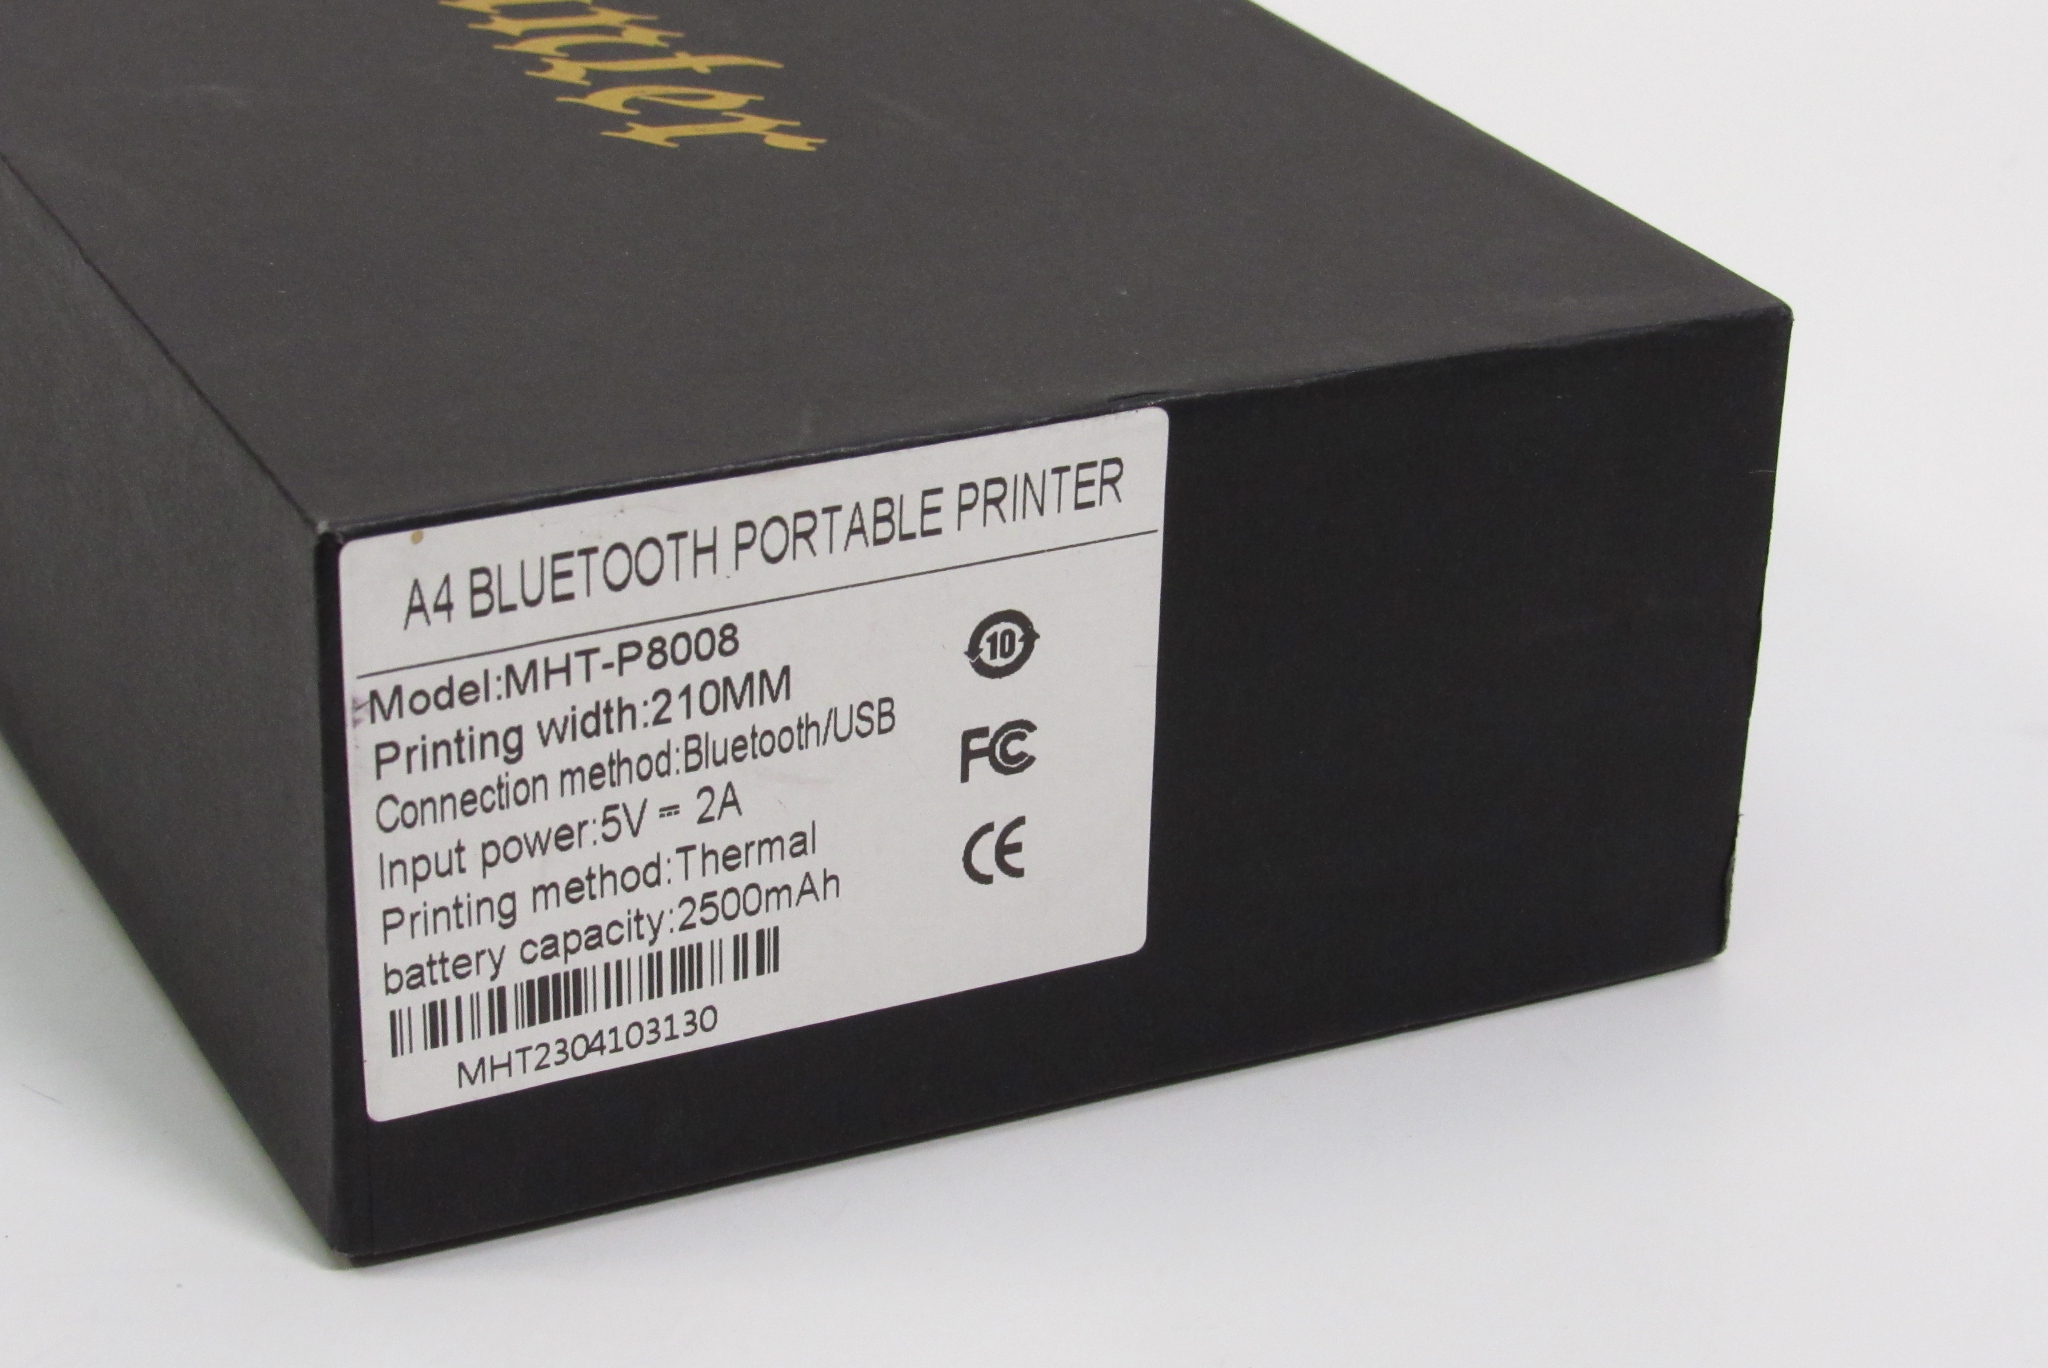 A4 BLUETOOTH PORTABLE PRINTER
Model:MHT-P8008
Printing width:210MM
Connection method:Bluetooth/USB
Input power:5V ⎓ 2A
Printing method:Thermal
battery capacity:2500mAh
MHT2304103130
10
FC
CE